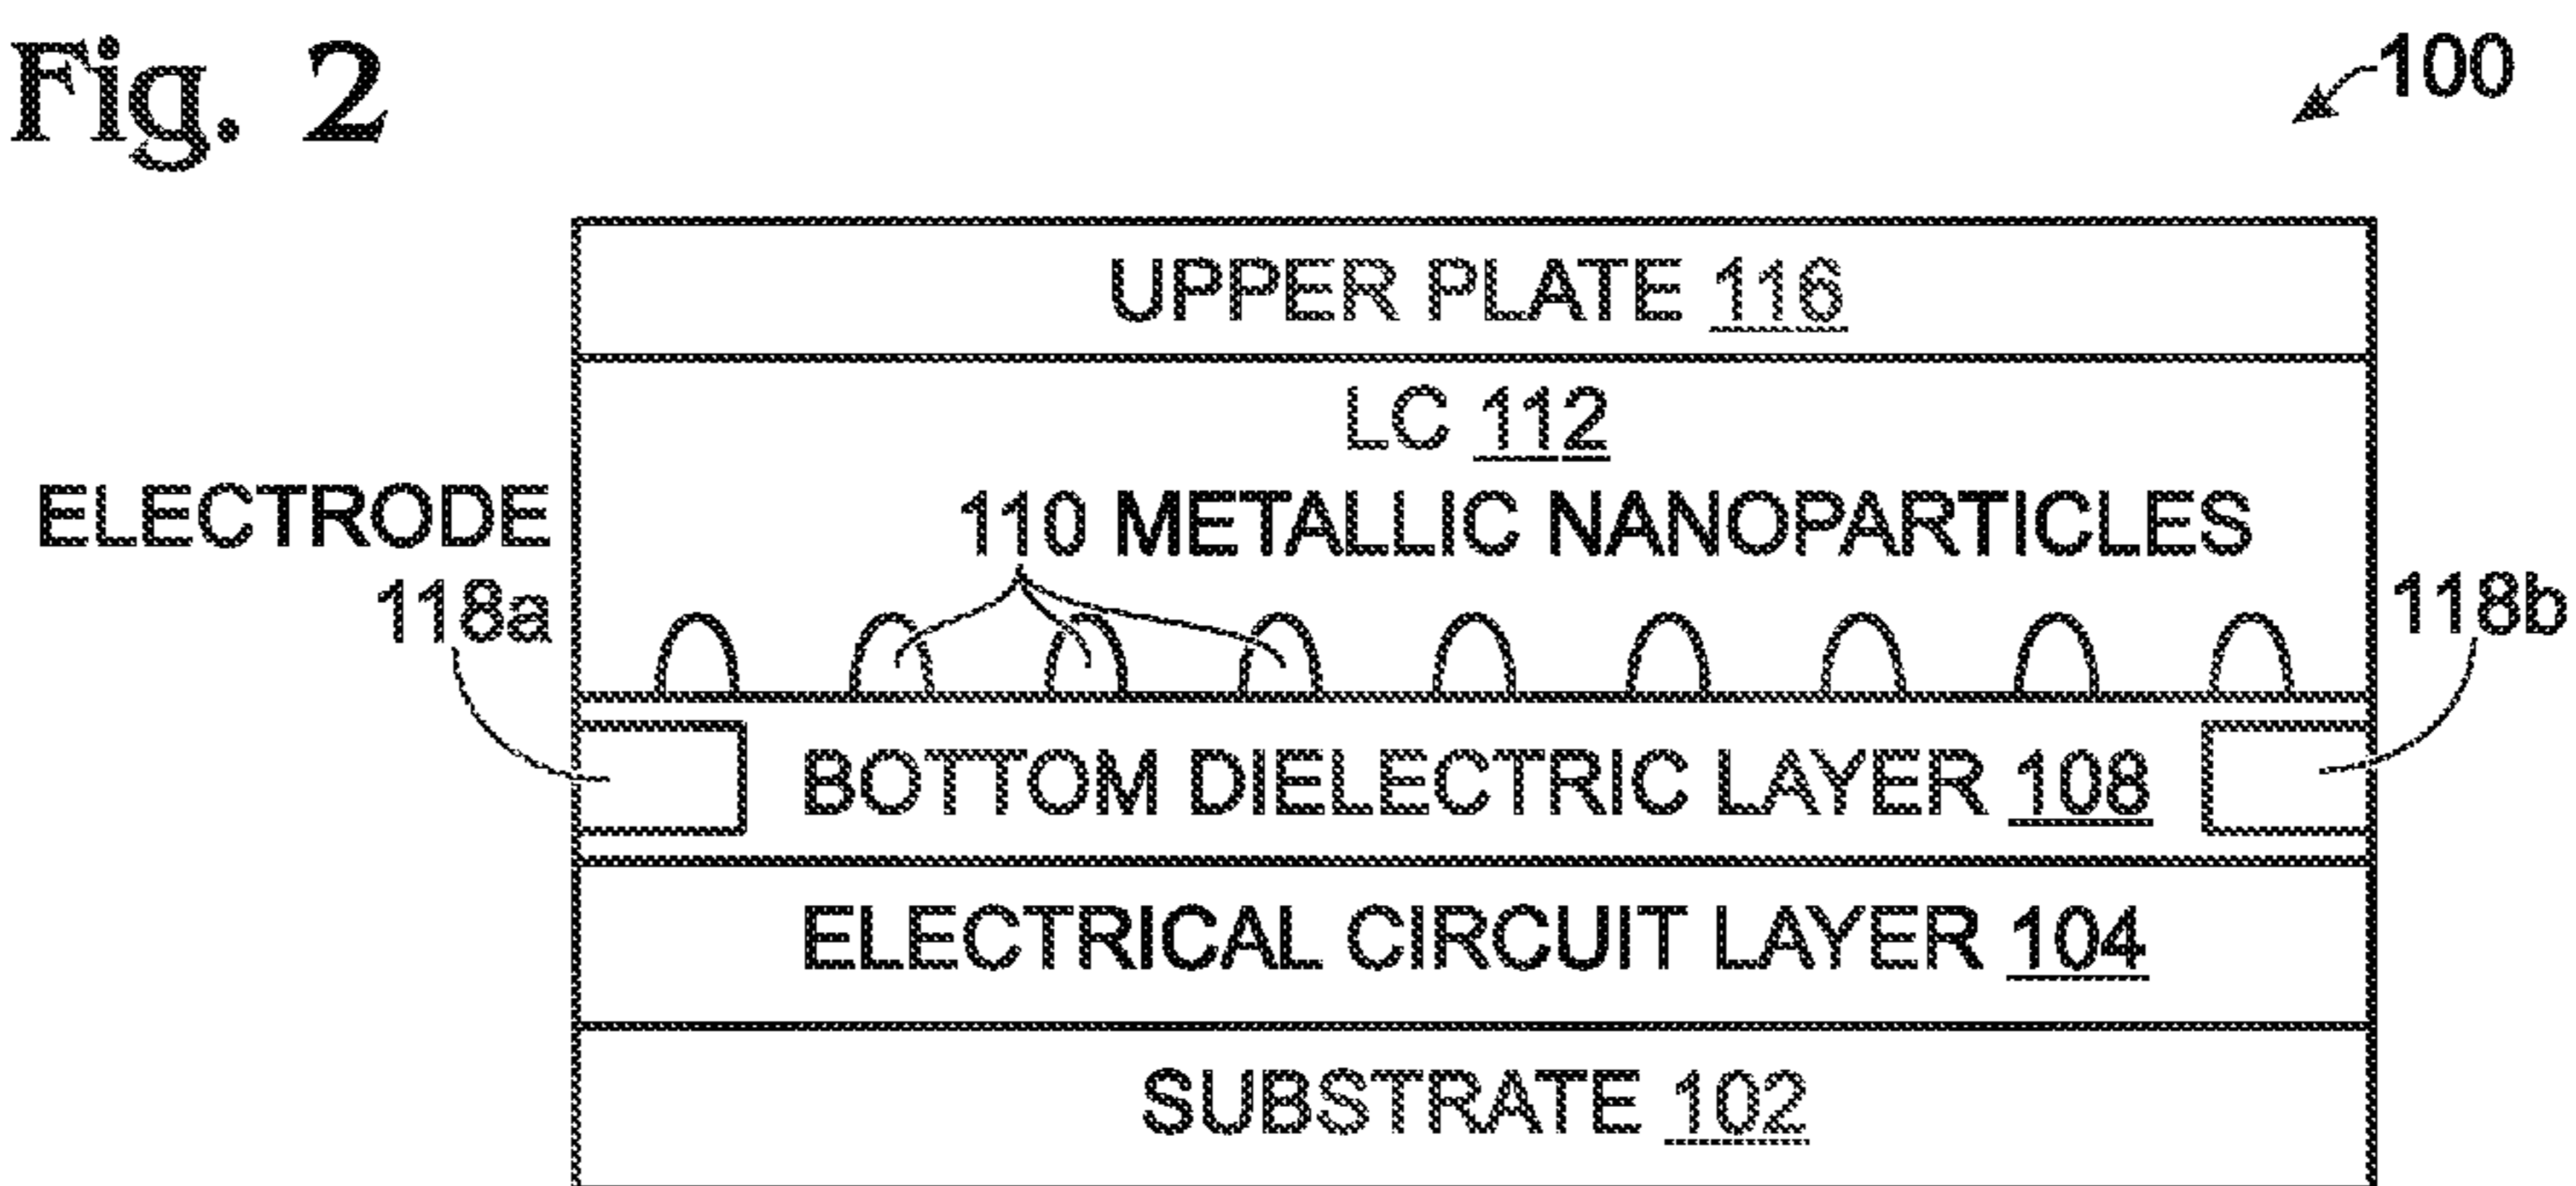 Fig. 2
100
UPPER PLATE 116
LC 112
ELECTRODE
118a
110 METALLIC NANOPARTICLES
118b
BOTTOM DIELECTRIC LAYER 108
ELECTRICAL CIRCUIT LAYER 104
SUBSTRATE 102